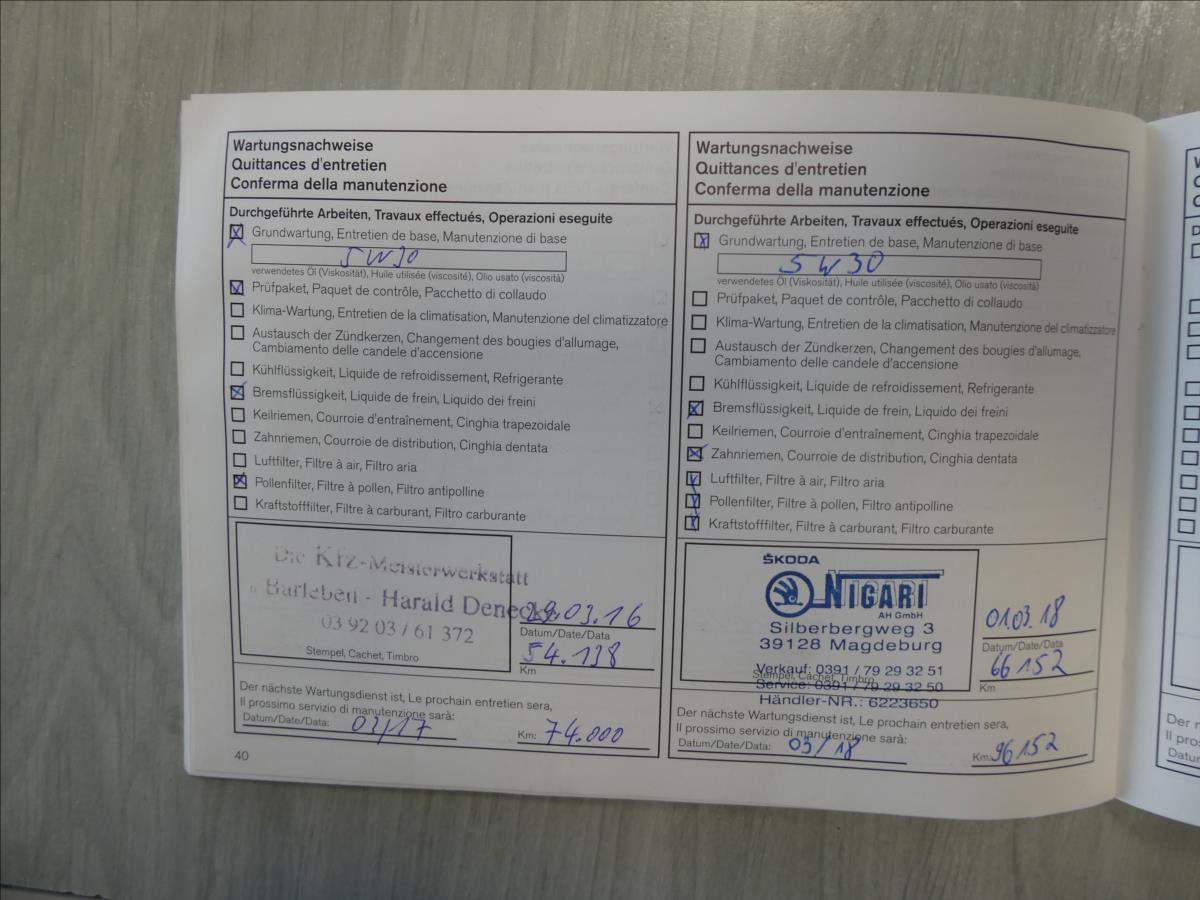 Wartungsnachweise
Quittances d'entretien
Conferma della manutenzione
Durchgeführte Arbeiten, Travaux effectués, Operazioni eseguite
Grundwartung, Entretien de base, Manutenzione di base
5W30
verwendetes Öl (Viskosität), Huile utilisée (viscosité), Olio usato (viscosità)
Prüfpaket, Paquet de contrôle, Pacchetto di collaudo
Klima-Wartung, Entretien de la climatisation, Manutenzione del climatizzatore
Austausch der Zündkerzen, Changement des bougies d'allumage,
Cambiamento delle candele d'accensione
Kühlflüssigkeit, Liquide de refroidissement, Refrigerante
Bremsflüssigkeit, Liquide de frein, Liquido dei freini
Keilriemen, Courroie d'entraînement, Cinghia trapezoidale
Zahnriemen, Courroie de distribution, Cinghia dentata
Luftfilter, Filtre à air, Filtro aria
Pollenfilter, Filtre à pollen, Filtro antipolline
Kraftstofffilter, Filtre à carburant, Filtro carburante
Die Kfz-Meisterwerkstatt
Barleben - Harald Denecke
03 92 03 / 61 372
Stempel, Cachet, Timbro
29.03.16
Datum/Date/Data
54.138
Km
Der nächste Wartungsdienst ist, Le prochain entretien sera,
Il prossimo servizio di manutenzione sarà:
Datum/Date/Data: 03/17 Km: 74.000
40
Wartungsnachweise
Quittances d'entretien
Conferma della manutenzione
Durchgeführte Arbeiten, Travaux effectués, Operazioni eseguite
Grundwartung, Entretien de base, Manutenzione di base
5W30
verwendetes Öl (Viskosität), Huile utilisée (viscosité), Olio usato (viscosità)
Prüfpaket, Paquet de contrôle, Pacchetto di collaudo
Klima-Wartung, Entretien de la climatisation, Manutenzione del climatizzatore
Austausch der Zündkerzen, Changement des bougies d'allumage,
Cambiamento delle candele d'accensione
Kühlflüssigkeit, Liquide de refroidissement, Refrigerante
Bremsflüssigkeit, Liquide de frein, Liquido dei freini
Keilriemen, Courroie d'entraînement, Cinghia trapezoidale
Zahnriemen, Courroie de distribution, Cinghia dentata
Luftfilter, Filtre à air, Filtro aria
Pollenfilter, Filtre à pollen, Filtro antipolline
Kraftstofffilter, Filtre à carburant, Filtro carburante
ŠKODA
NIGARI
AH GmbH
Silberbergweg 3
39128 Magdeburg
Verkauf: 0391 / 79 29 32 51
Stempel, Cachet, Timbro
Service: 0391 / 79 29 32 50
Händler-NR.: 6223650
01.03.18
Datum/Date/Data
66152
Km
Der nächste Wartungsdienst ist, Le prochain entretien sera,
Il prossimo servizio di manutenzione sarà:
Datum/Date/Data: 03/18 Km: 96152